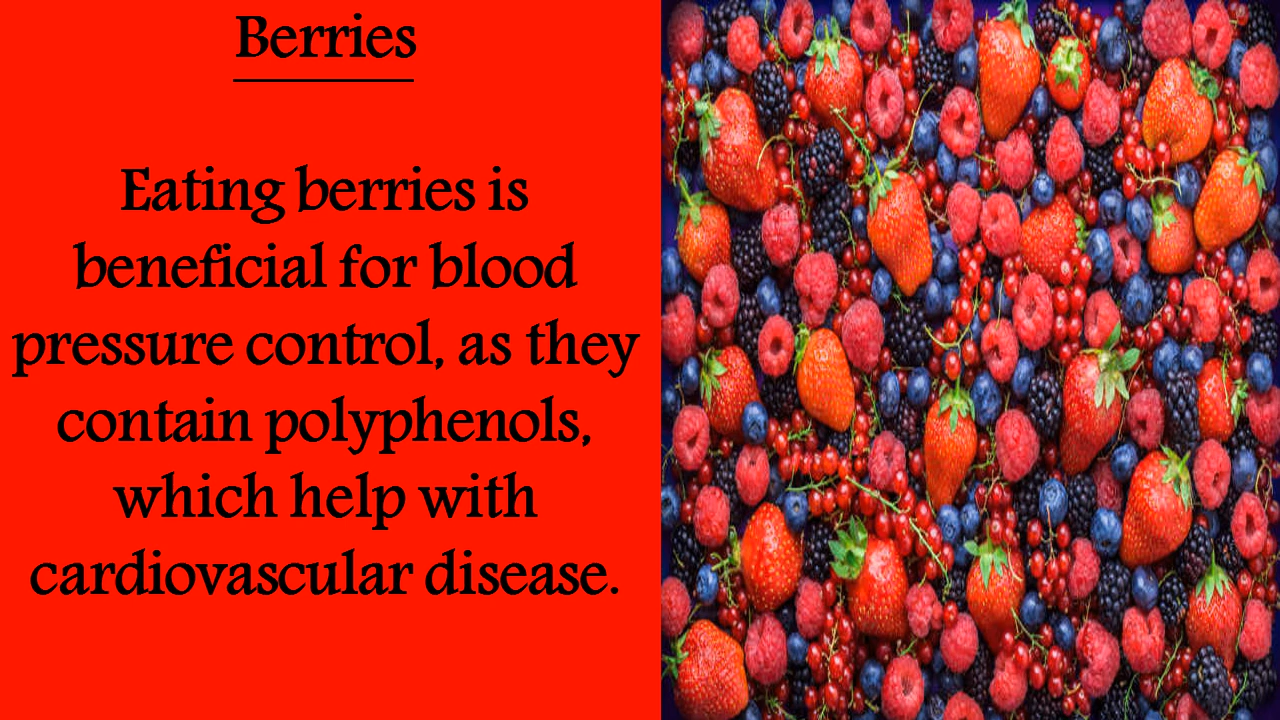 Berries
Eating berries is
beneficial for blood
pressure control, as they
contain polyphenols,
which help with
cardiovascular disease.